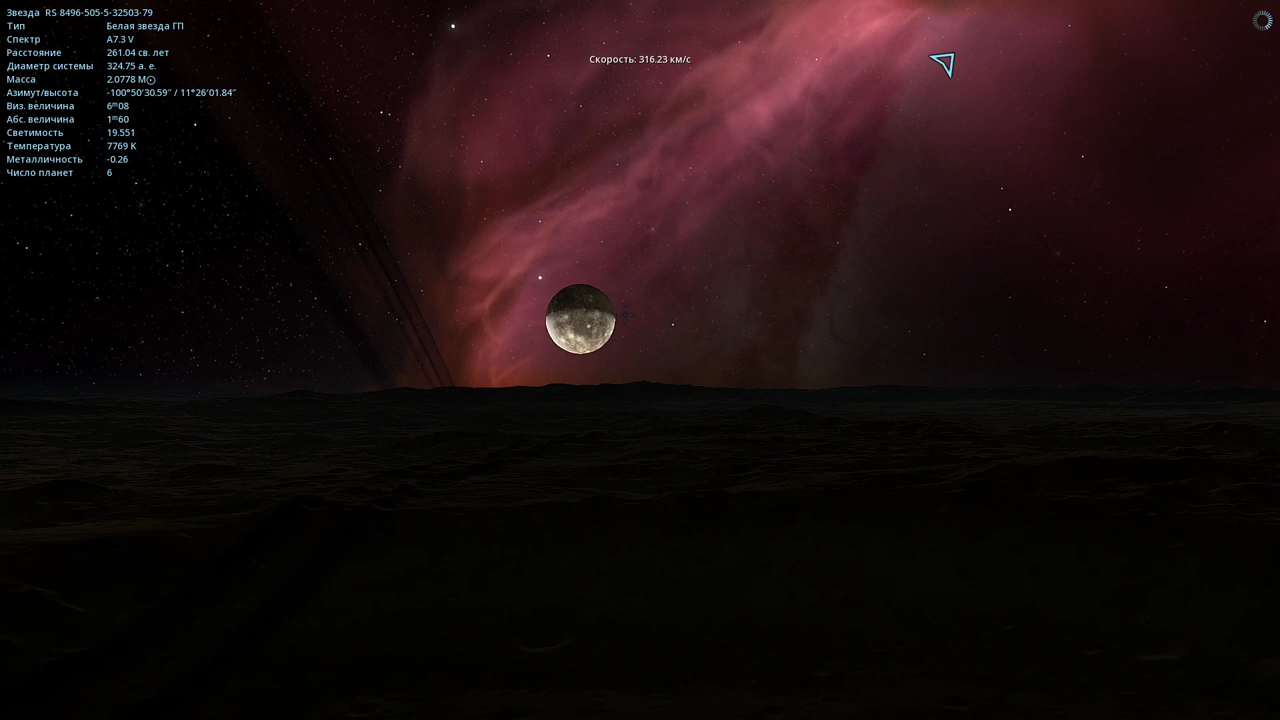 Звезда RS 8496-505-5-32503-79
Тип Белая звезда ГП
Спектр A7.3 V
Расстояние 261.04 св. лет
Диаметр системы 324.75 а. е.
Масса 2.0778 M☉
Азимут/высота -100°50′30.59″ / 11°26′01.84″
Виз. величина 6ᵐ08
Абс. величина 1ᵐ60
Светимость 19.551
Температура 7769 K
Металличность -0.26
Число планет 6
Скорость: 316.23 км/с